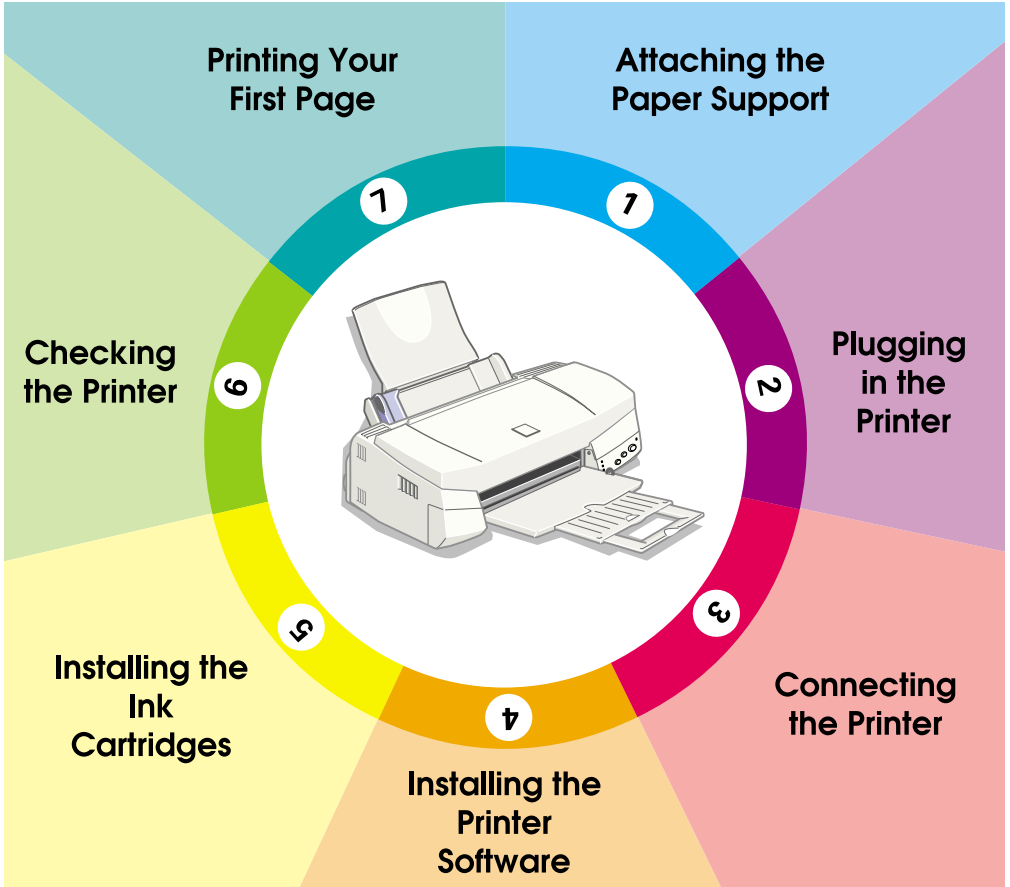 1
Attaching the
Paper Support
2
Plugging
in the
Printer
3
Connecting
the Printer
4
Installing the
Printer
Software
5
Installing the
Ink
Cartridges
6
Checking
the Printer
7
Printing Your
First Page